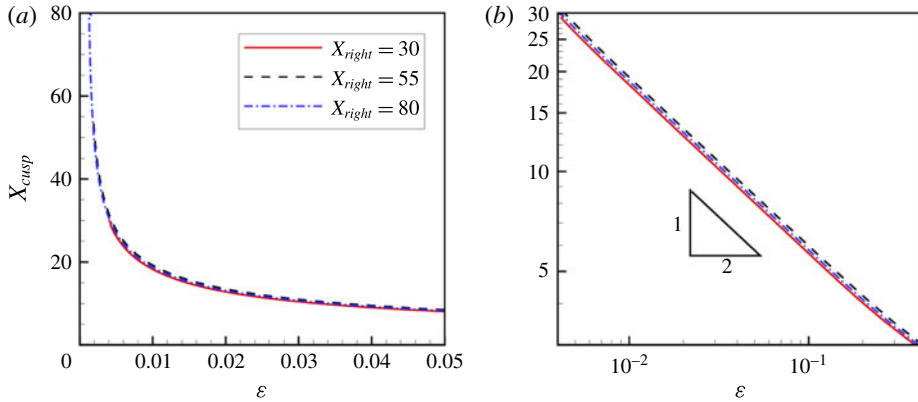 (a)
80
60
40
20
0
X_cusp
0.01 0.02 0.03 0.04 0.05
ε
X_right = 30
X_right = 55
X_right = 80
(b)
30
25
20
15
10
5
10⁻² 10⁻¹
ε
1
2